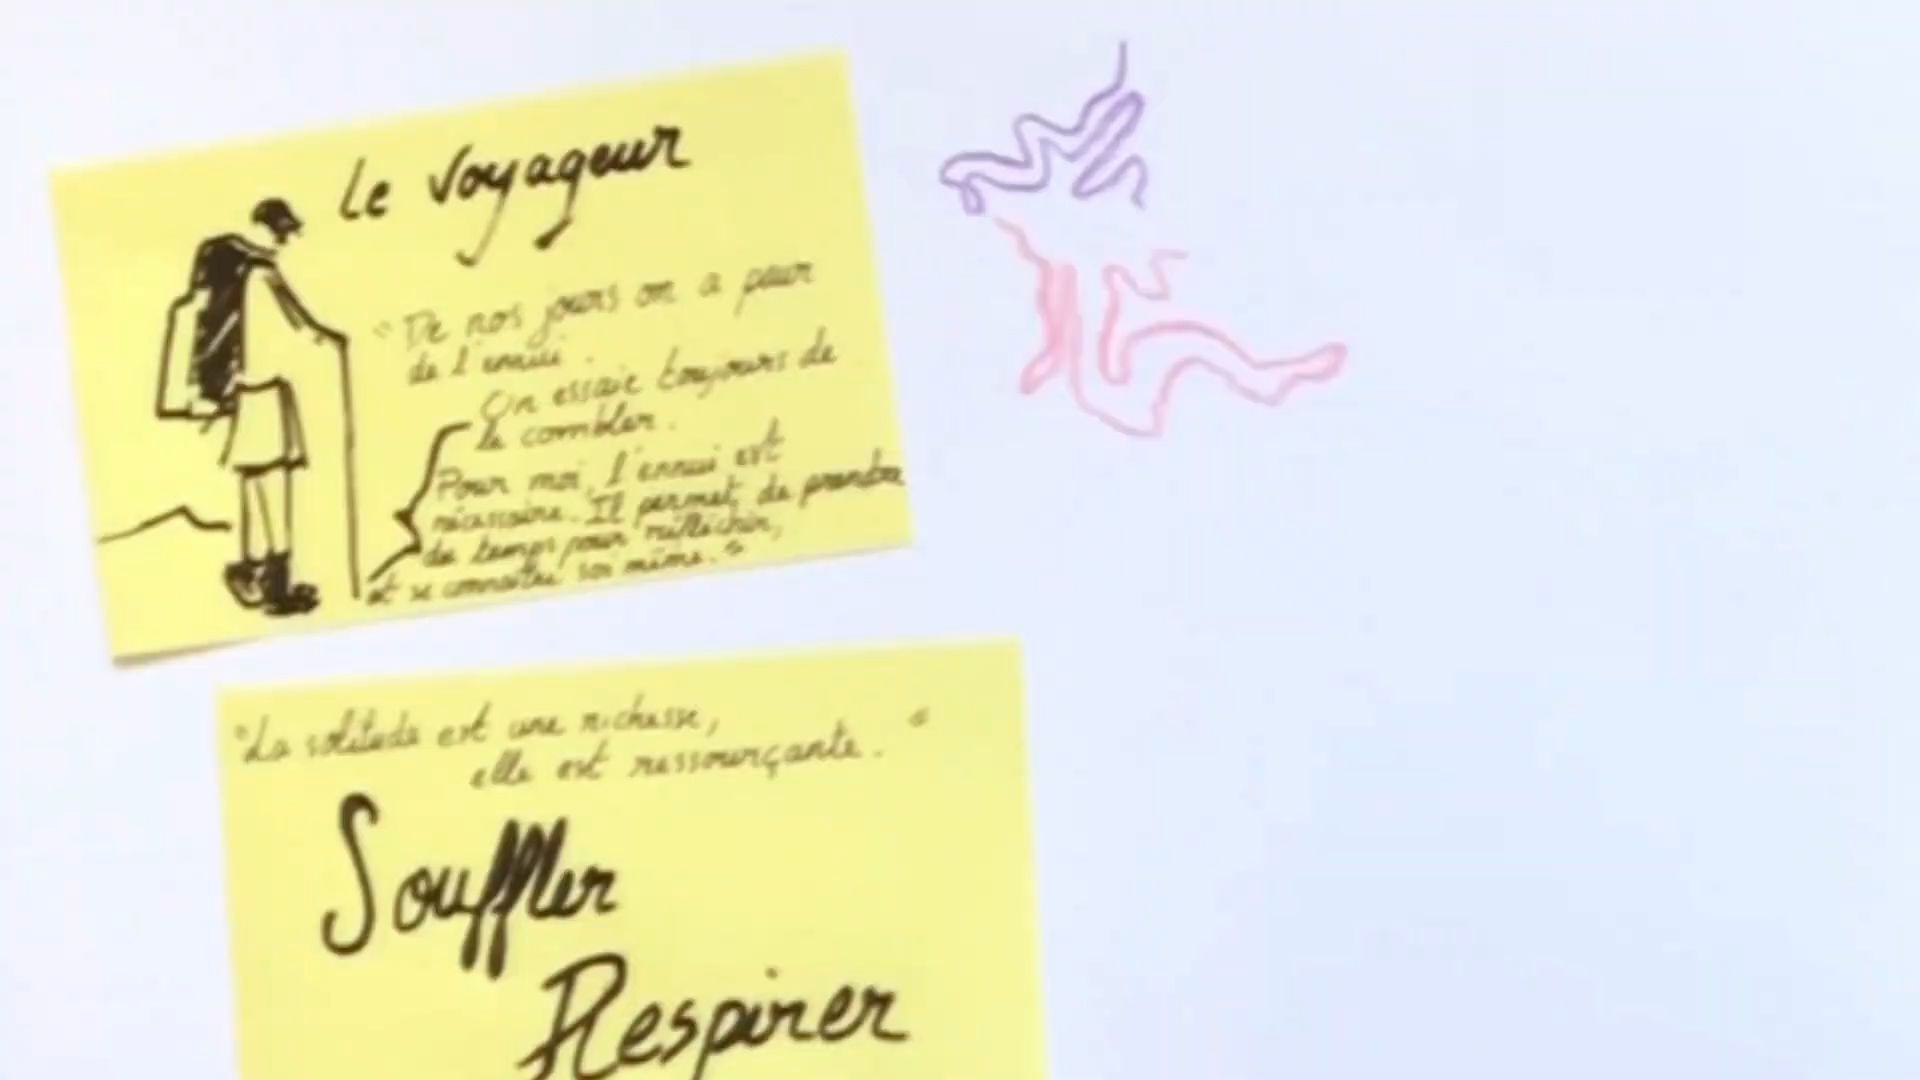 Le Voyageur
"De nos jours on a peur
de l'ennui.
On essaie toujours de
le combler.
Pour moi, l'ennui est
nécessaire. Il permet de prendre
du temps pour réfléchir,
et se connaître soi même."
"La solitude est une richesse,
elle est ressourçante."
Souffler
Respirer